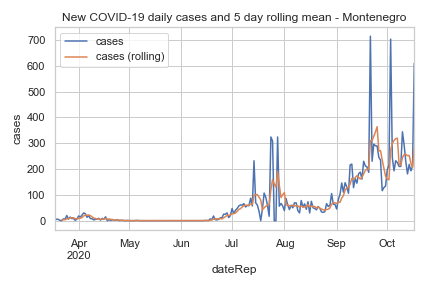 New COVID-19 daily cases and 5 day rolling mean - Montenegro
cases
cases (rolling)
700
600
500
400
300
200
100
0
cases
Apr May Jun Jul Aug Sep Oct
2020
dateRep